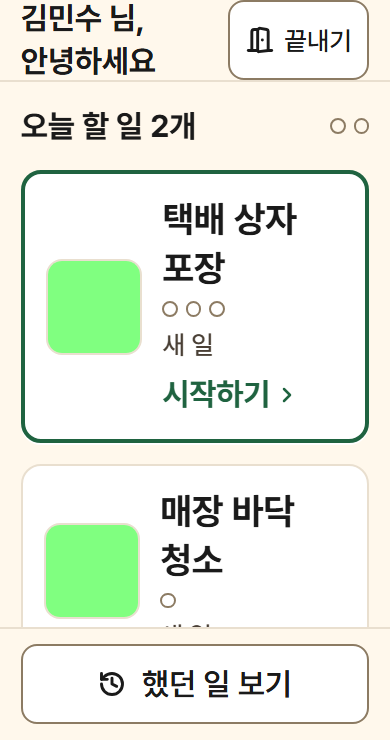 김민수 님,
안녕하세요
끝내기
오늘 할 일 2개
택배 상자
포장
새 일
시작하기
매장 바닥
청소
했던 일 보기